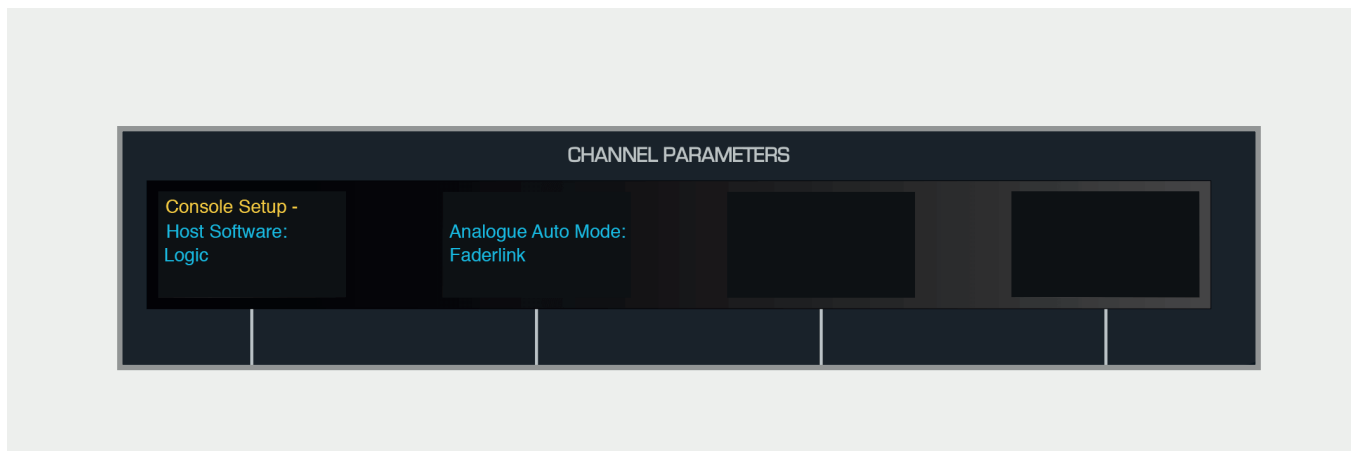 CHANNEL PARAMETERS
Console Setup -
Host Software:
Logic
Analogue Auto Mode:
Faderlink